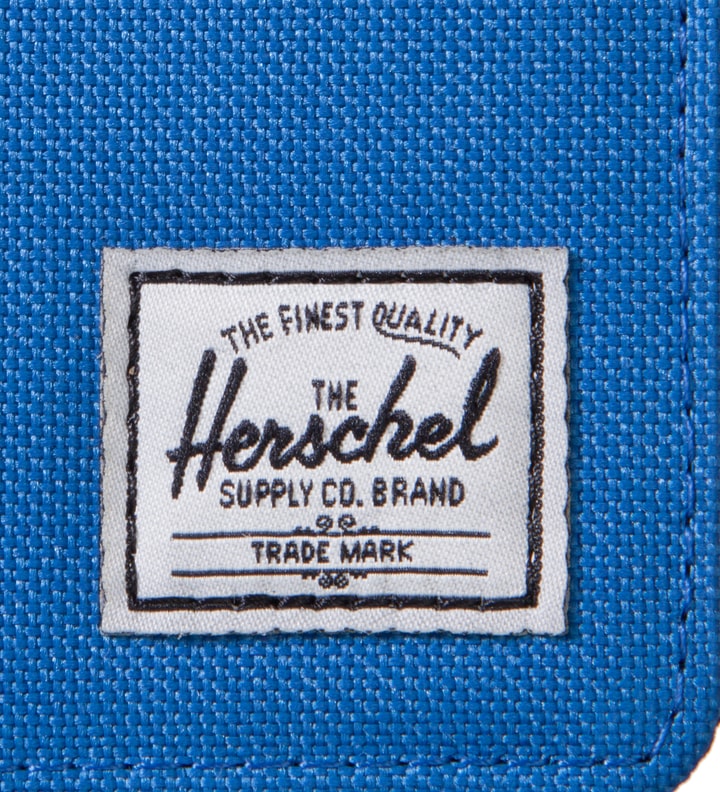 THE FINEST QUALITY
THE
Herschel
SUPPLY CO. BRAND
TRADE MARK